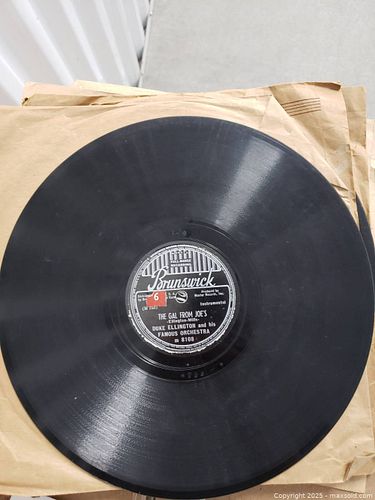 Brunswick
6
Produced by
Master Records, Inc.
Instrumental
THE GAL FROM JOE'S
-Ellington-Mills-
DUKE ELLINGTON and his
FAMOUS ORCHESTRA
m 8108
Copyright © 2025 - maxsold.com